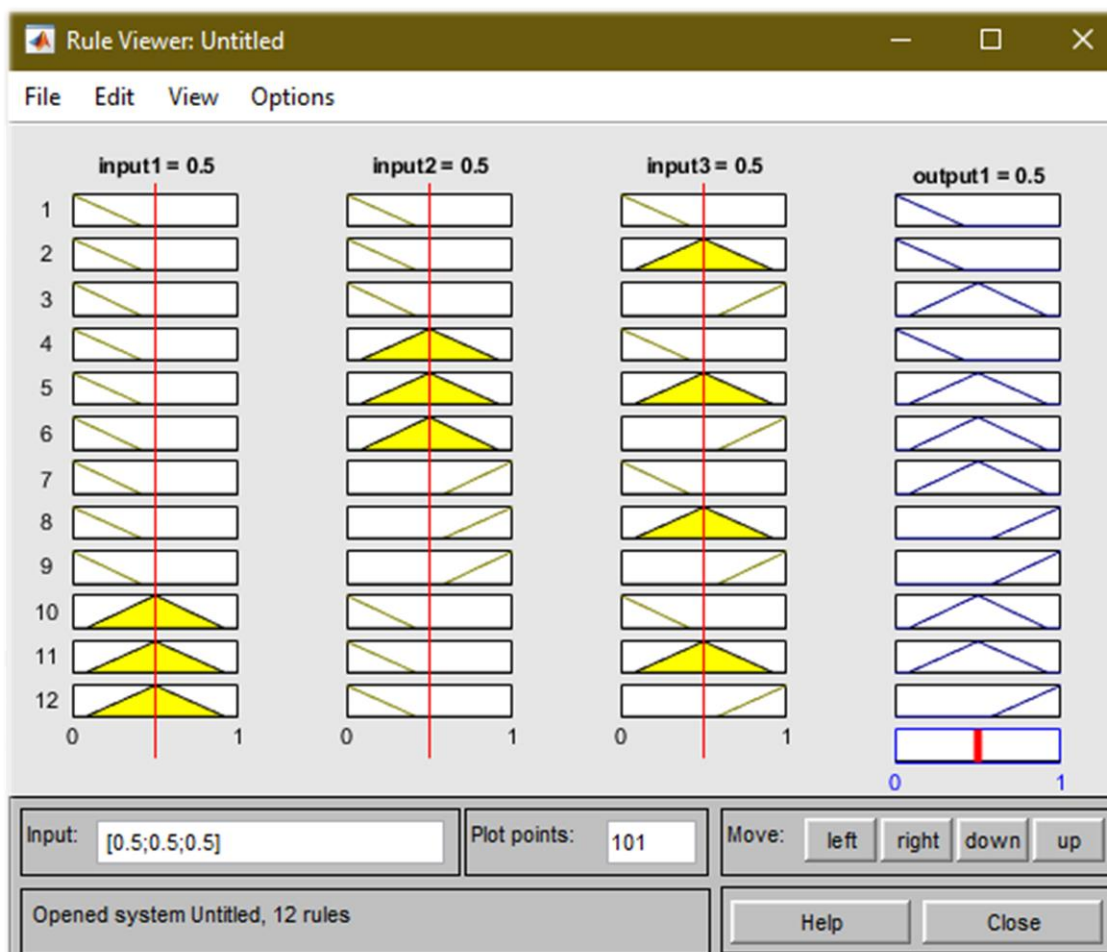 Rule Viewer: Untitled
File Edit View Options
input1 = 0.5 input2 = 0.5 input3 = 0.5 output1 = 0.5
1
2
3
4
5
6
7
8
9
10
11
12
0 1 0 1 0 1
0 1
Input: [0.5;0.5;0.5] Plot points: 101 Move: left right down up
Opened system Untitled, 12 rules Help Close